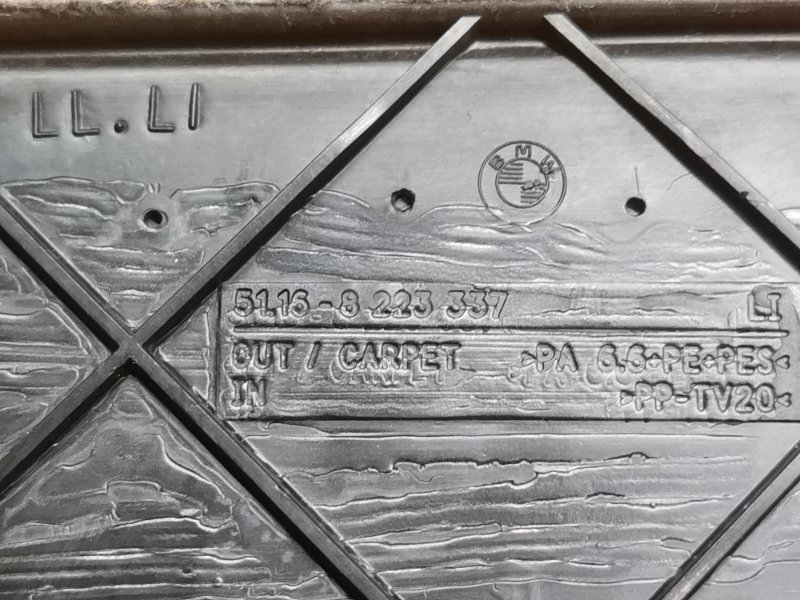 LL.LI
BMW
51.16-8 223 337 LI
OUT / CARPET >PA 6.6+PE+PES<
IN >PP-TV20<